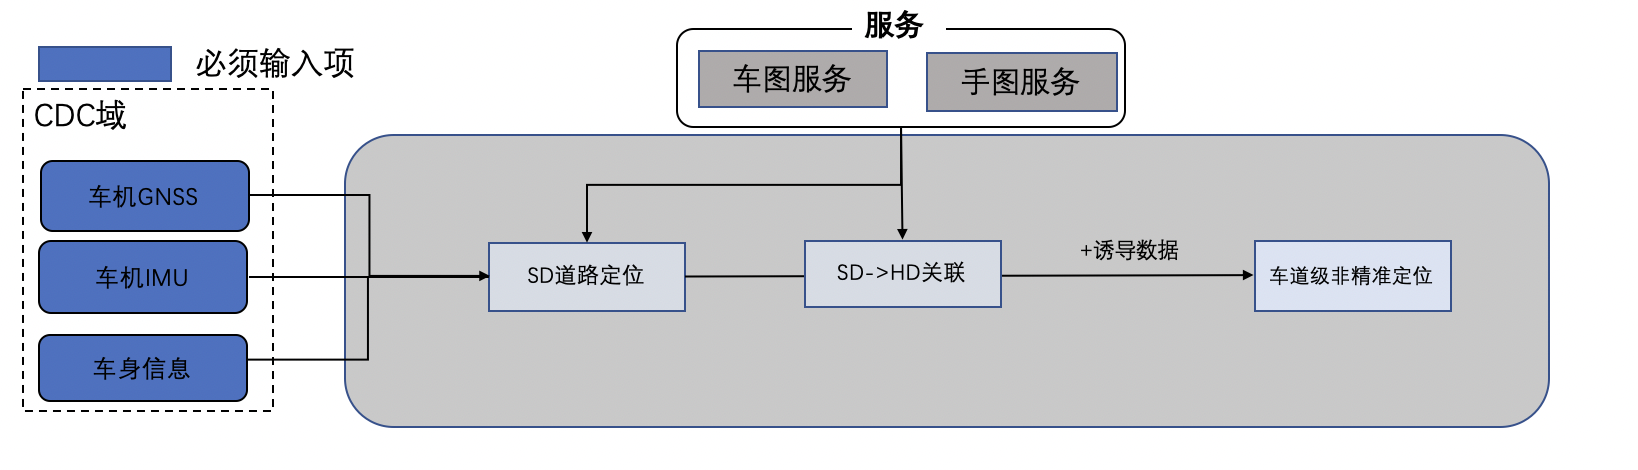 服务
必须输入项
车图服务
手图服务
CDC域
车机GNSS
车机IMU
车身信息
SD道路定位
SD->HD关联
+诱导数据
车道级非精准定位